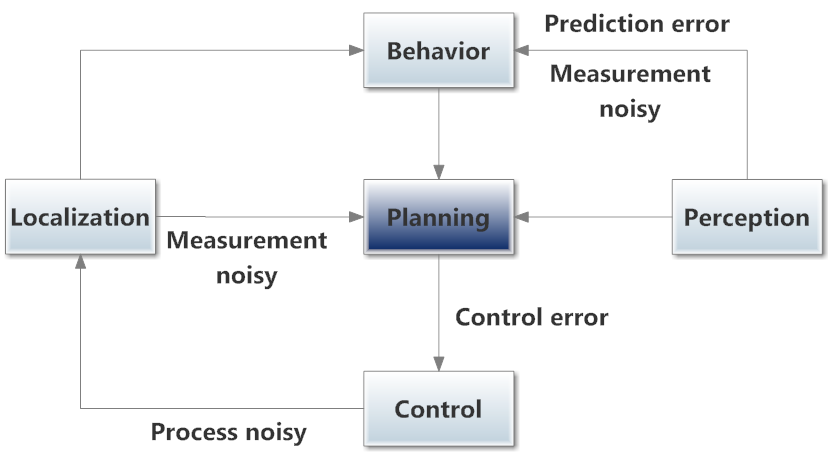 Behavior
Prediction error
Measurement
noisy
Localization
Planning
Perception
Measurement
noisy
Control error
Control
Process noisy